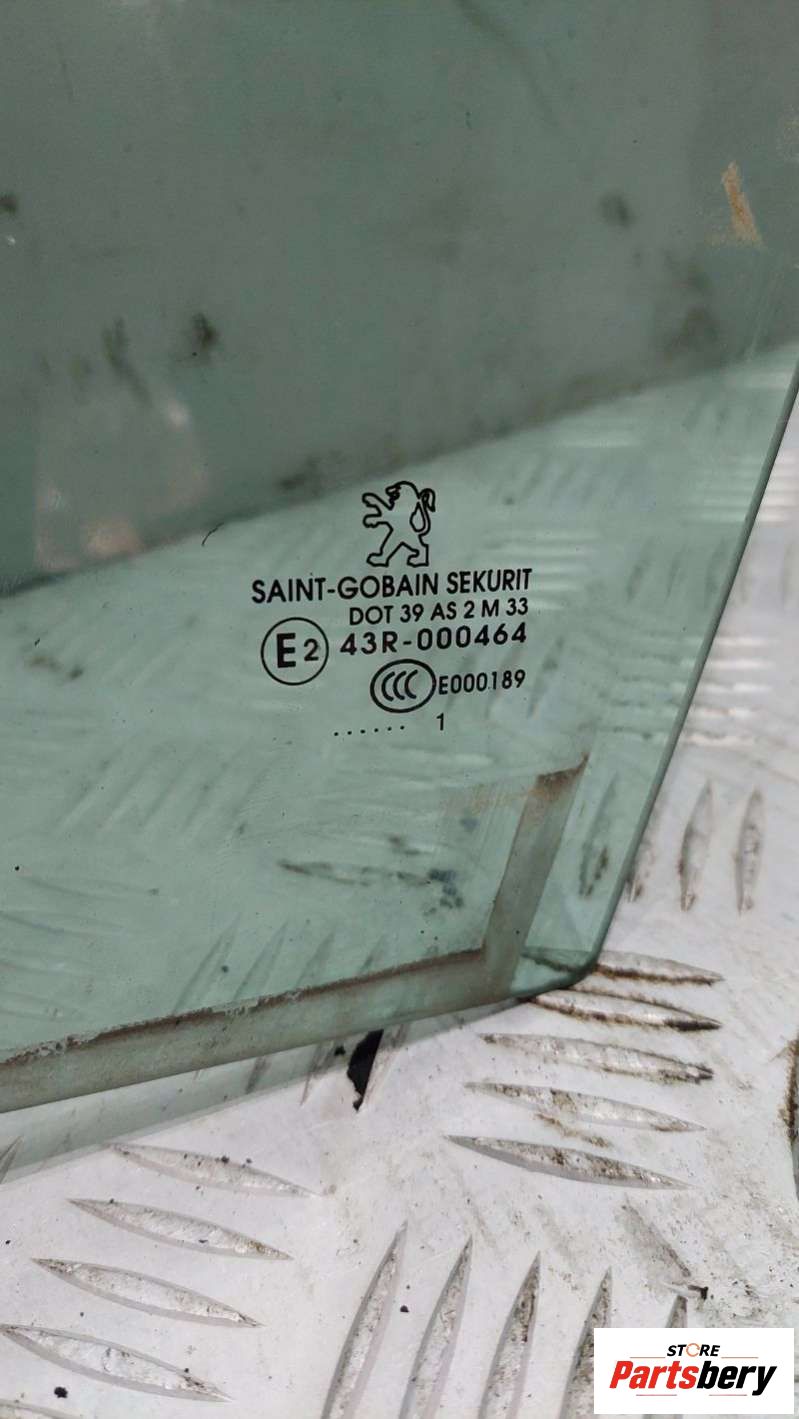 SAINT-GOBAIN SEKURIT
DOT 39 AS 2 M 33
E2 43R-000464
CCC E000189
...... 1
STORE
Partsbery